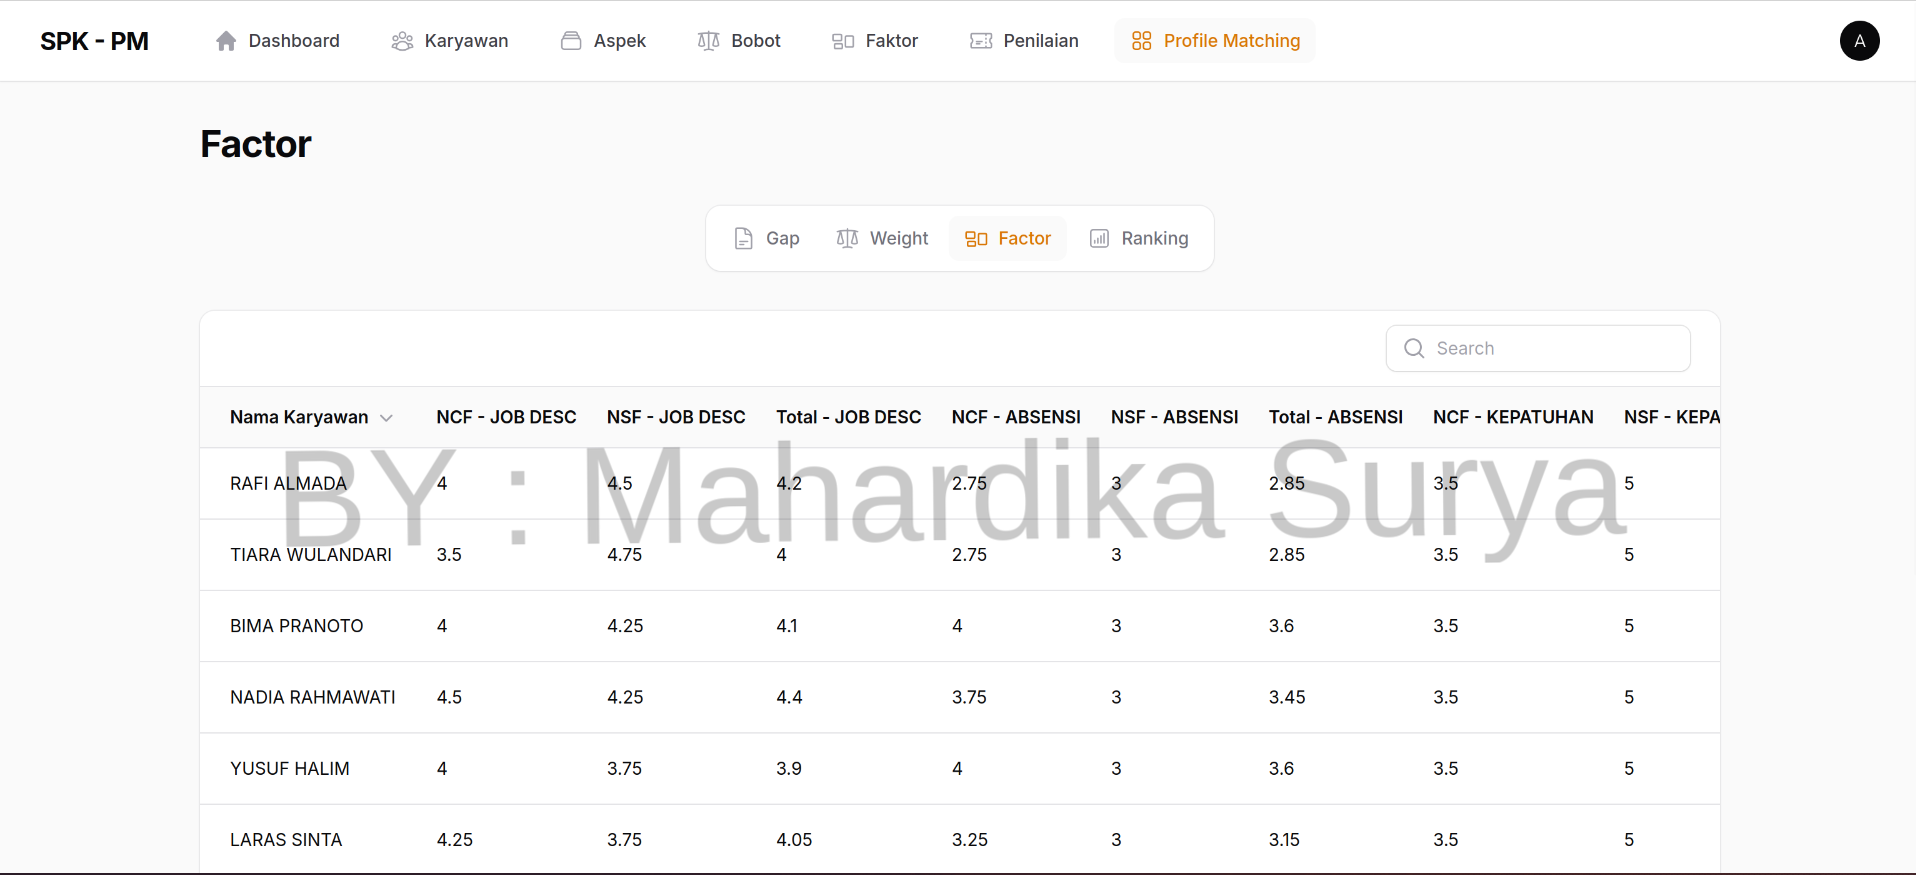 SPK - PM Dashboard Karyawan Aspek Bobot Faktor Penilaian Profile Matching A
Factor
Gap Weight Factor Ranking
Search
Nama Karyawan NCF - JOB DESC NSF - JOB DESC Total - JOB DESC NCF - ABSENSI NSF - ABSENSI Total - ABSENSI NCF - KEPATUHAN NSF - KEPA
BY : Mahardika Surya
RAFI ALMADA 4 4.5 4.2 2.75 3 2.85 3.5 5
TIARA WULANDARI 3.5 4.75 4 2.75 3 2.85 3.5 5
BIMA PRANOTO 4 4.25 4.1 4 3 3.6 3.5 5
NADIA RAHMAWATI 4.5 4.25 4.4 3.75 3 3.45 3.5 5
YUSUF HALIM 4 3.75 3.9 4 3 3.6 3.5 5
LARAS SINTA 4.25 3.75 4.05 3.25 3 3.15 3.5 5